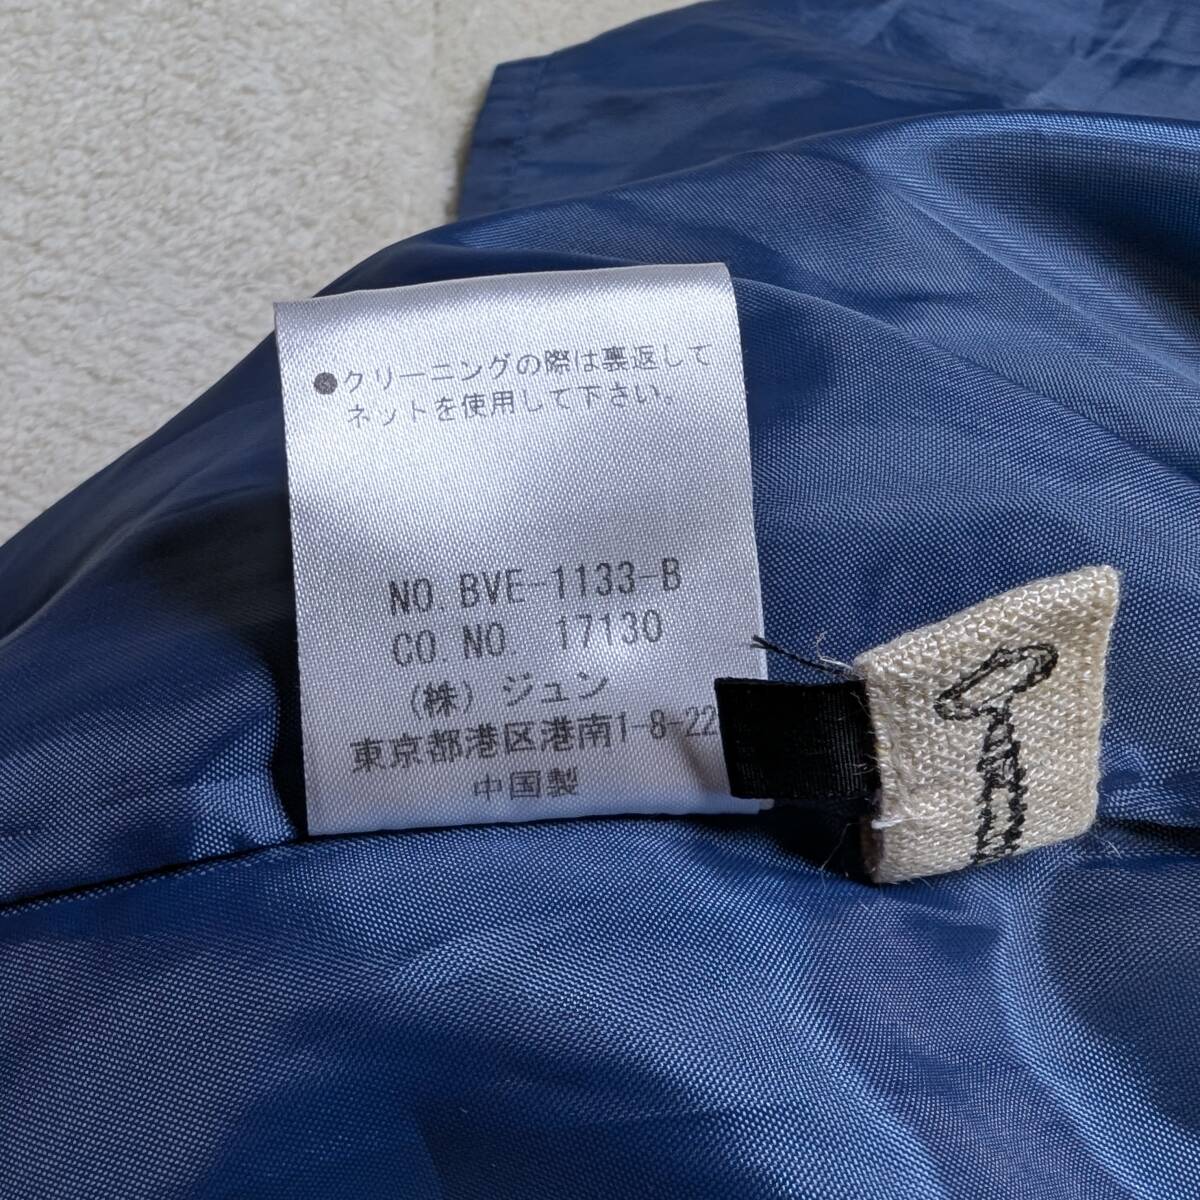 ●クリーニングの際は裏返して
ネットを使用して下さい。
NO. BVE-1133-B
CO. NO. 17130
(株) ジュン
東京都港区港南1-8-22
中国製